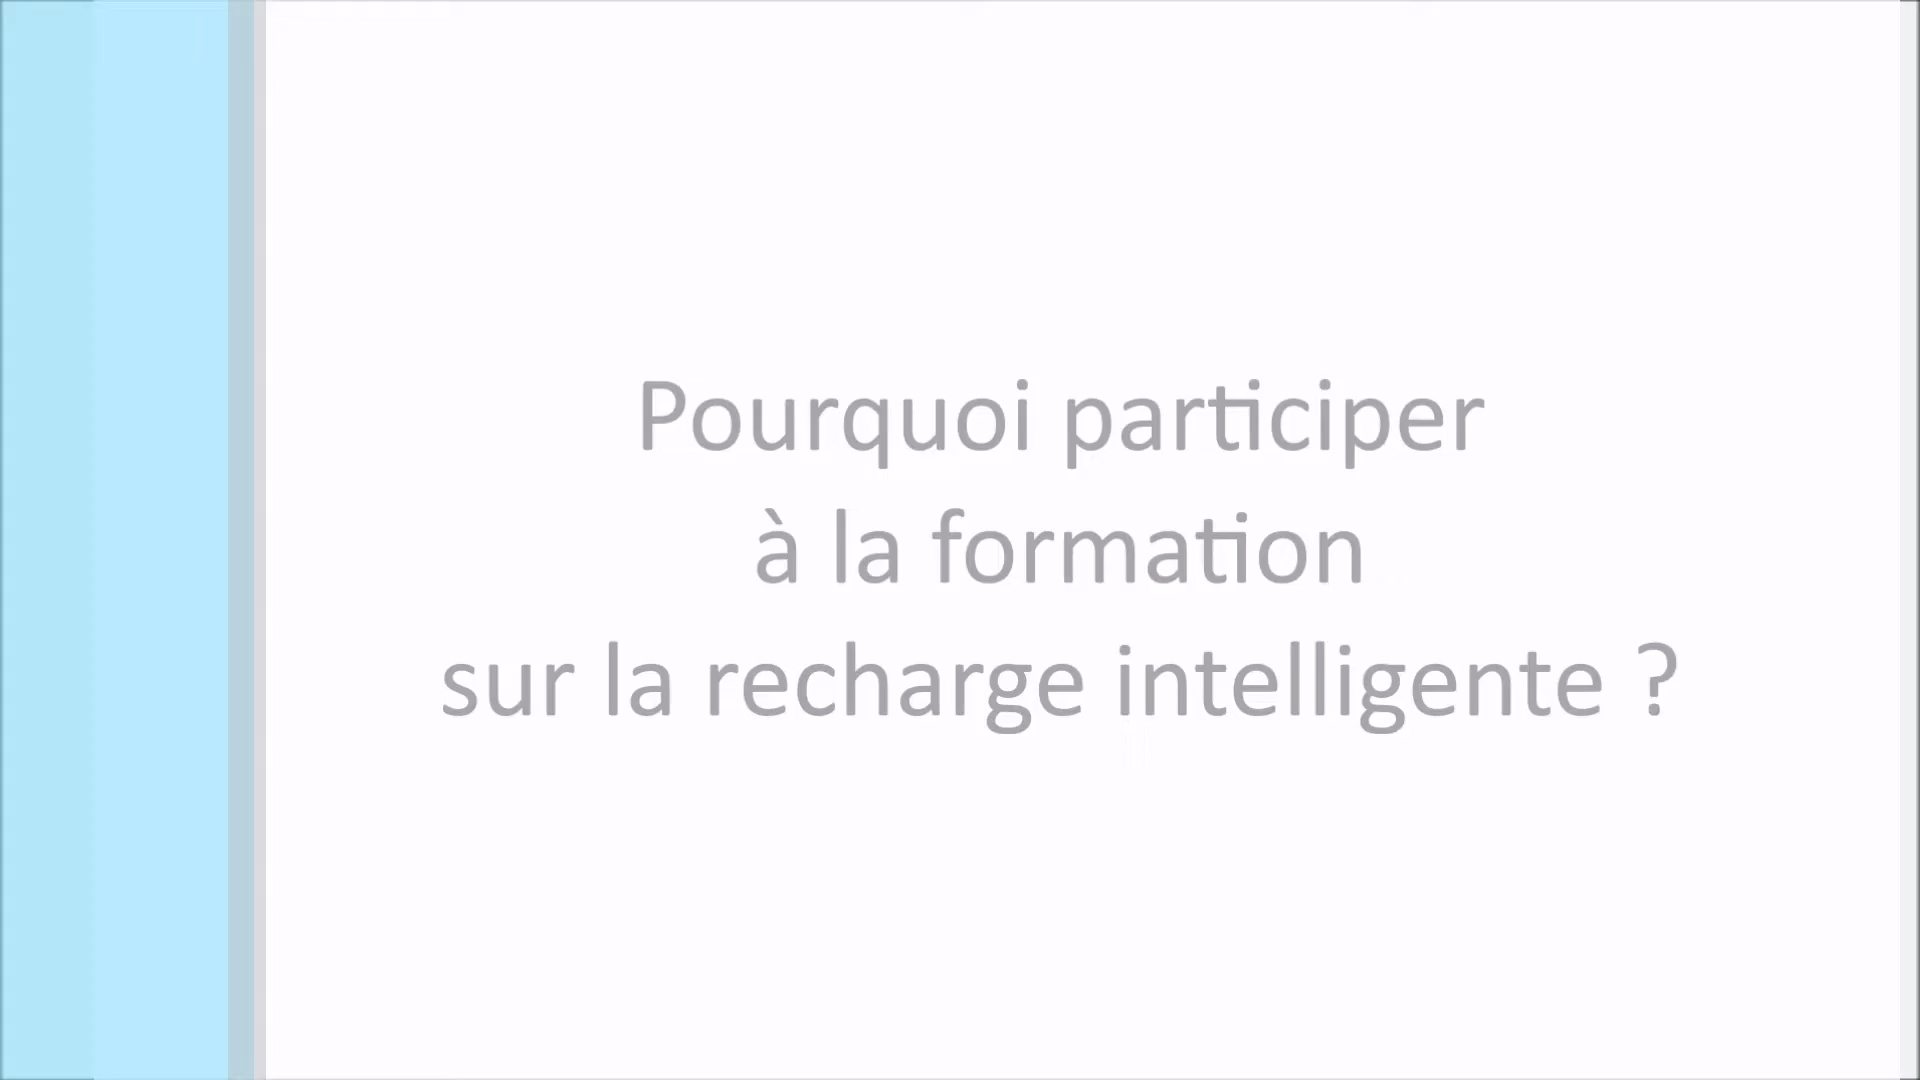 Pourquoi participer
à la formation
sur la recharge intelligente ?